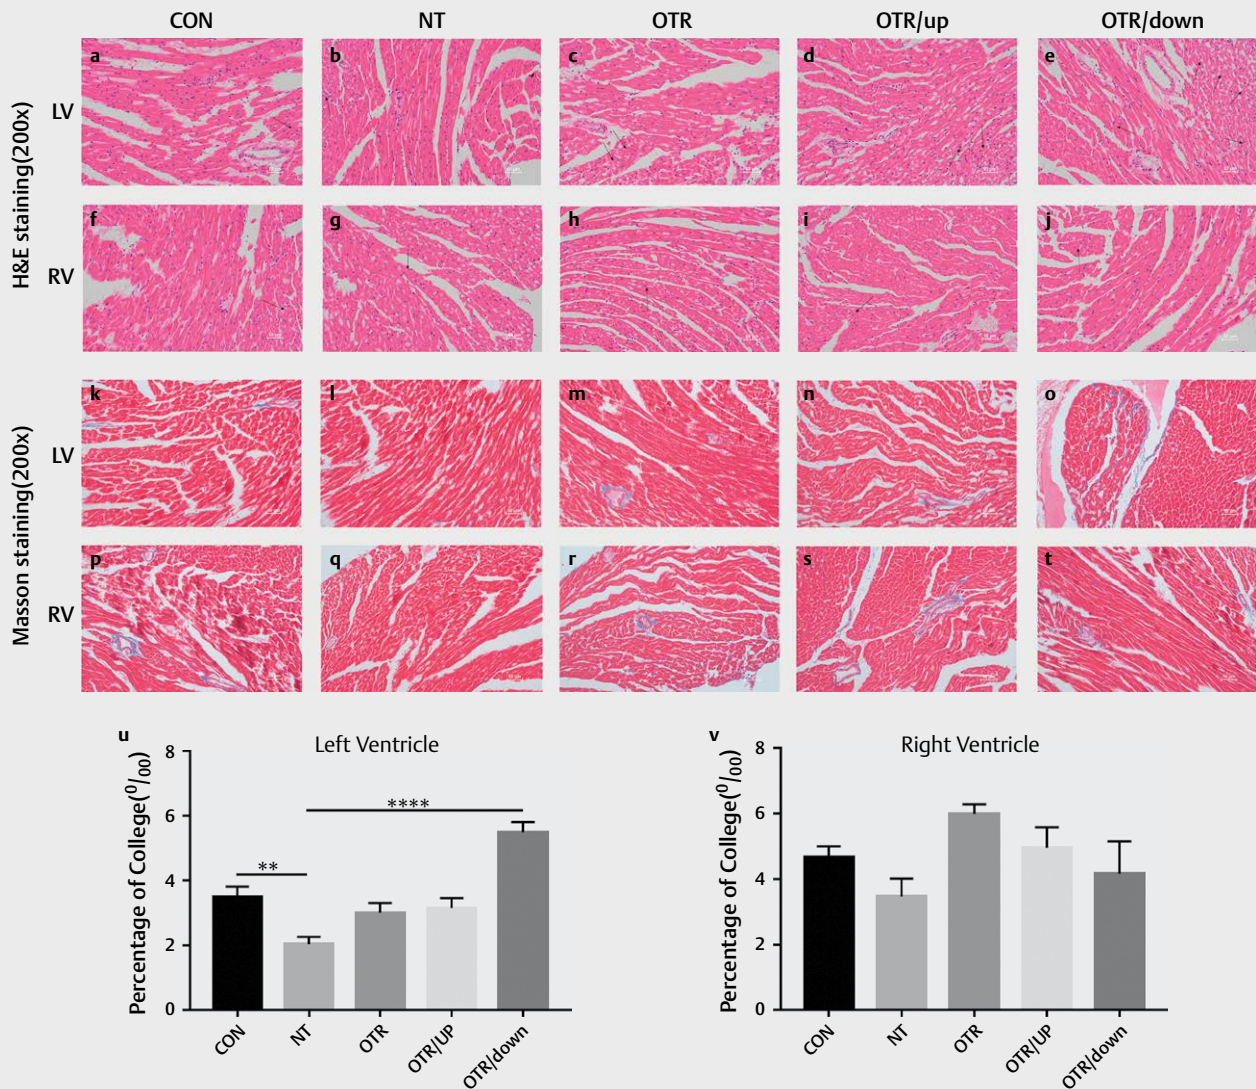 CON NT OTR OTR/up OTR/down
H&E staining(200x)
LV
a b c d e
RV
f g h i j
Masson staining(200x)
LV
k l m n o
RV
p q r s t
u
Left Ventricle
Percentage of College(0/00)
8
6
4
2
0
**
****
CON NT OTR OTR/UP OTR/down
v
Right Ventricle
Percentage of College(0/00)
8
6
4
2
0
CON NT OTR OTR/UP OTR/down